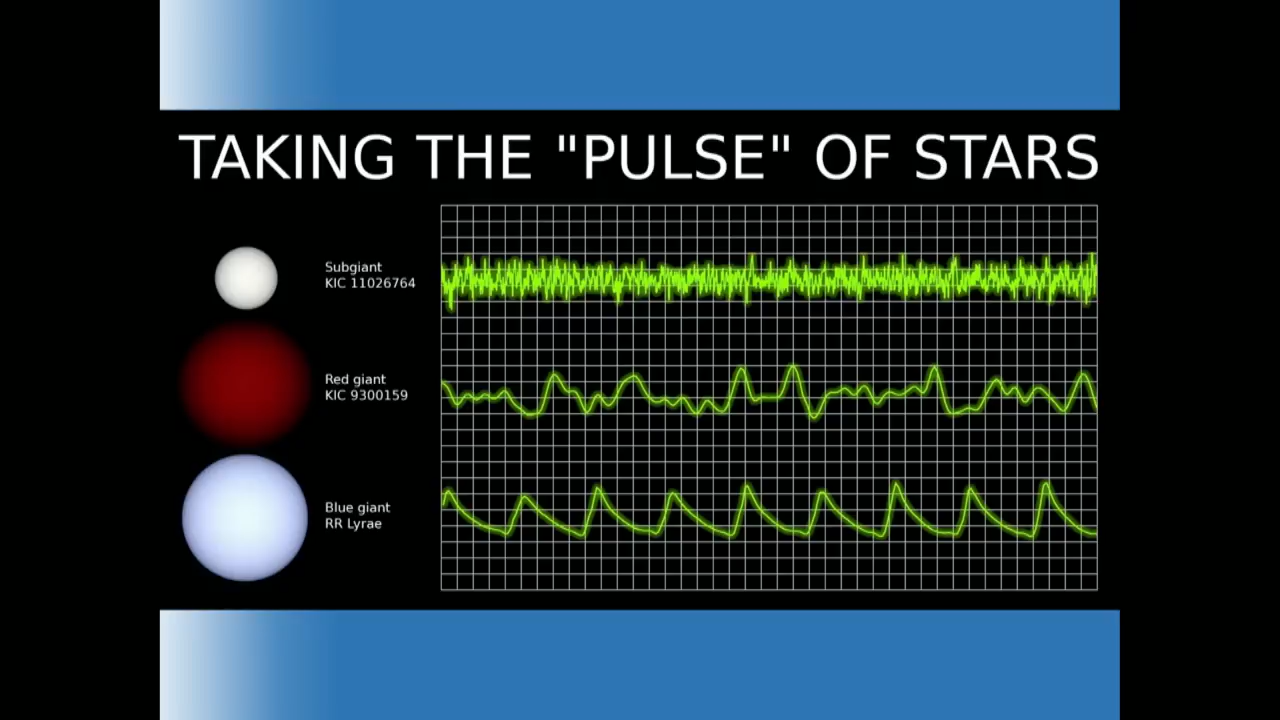 TAKING THE "PULSE" OF STARS
Subgiant
KIC 11026764
Red giant
KIC 9300159
Blue giant
RR Lyrae